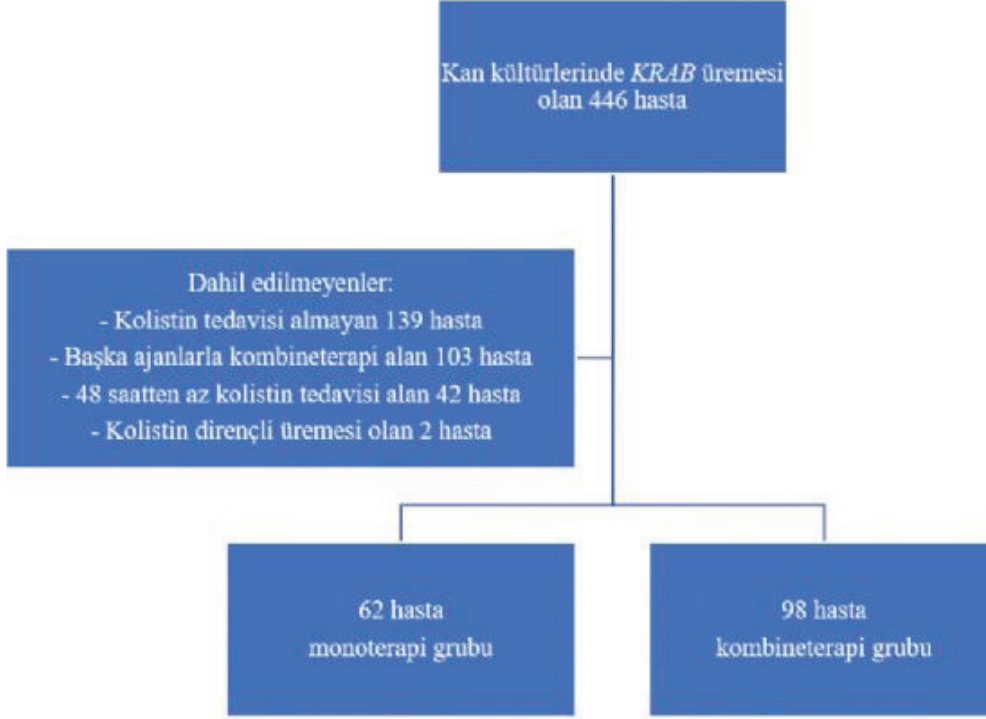 Kan kültürlerinde KRAB üremesi
olan 446 hasta
Dahil edilmeyenler:
- Kolistin tedavisi almayan 139 hasta
- Başka ajanlarla kombineterapi alan 103 hasta
- 48 saatten az kolistin tedavisi alan 42 hasta
- Kolistin dirençli üremesi olan 2 hasta
62 hasta
monoterapi grubu
98 hasta
kombineterapi grubu